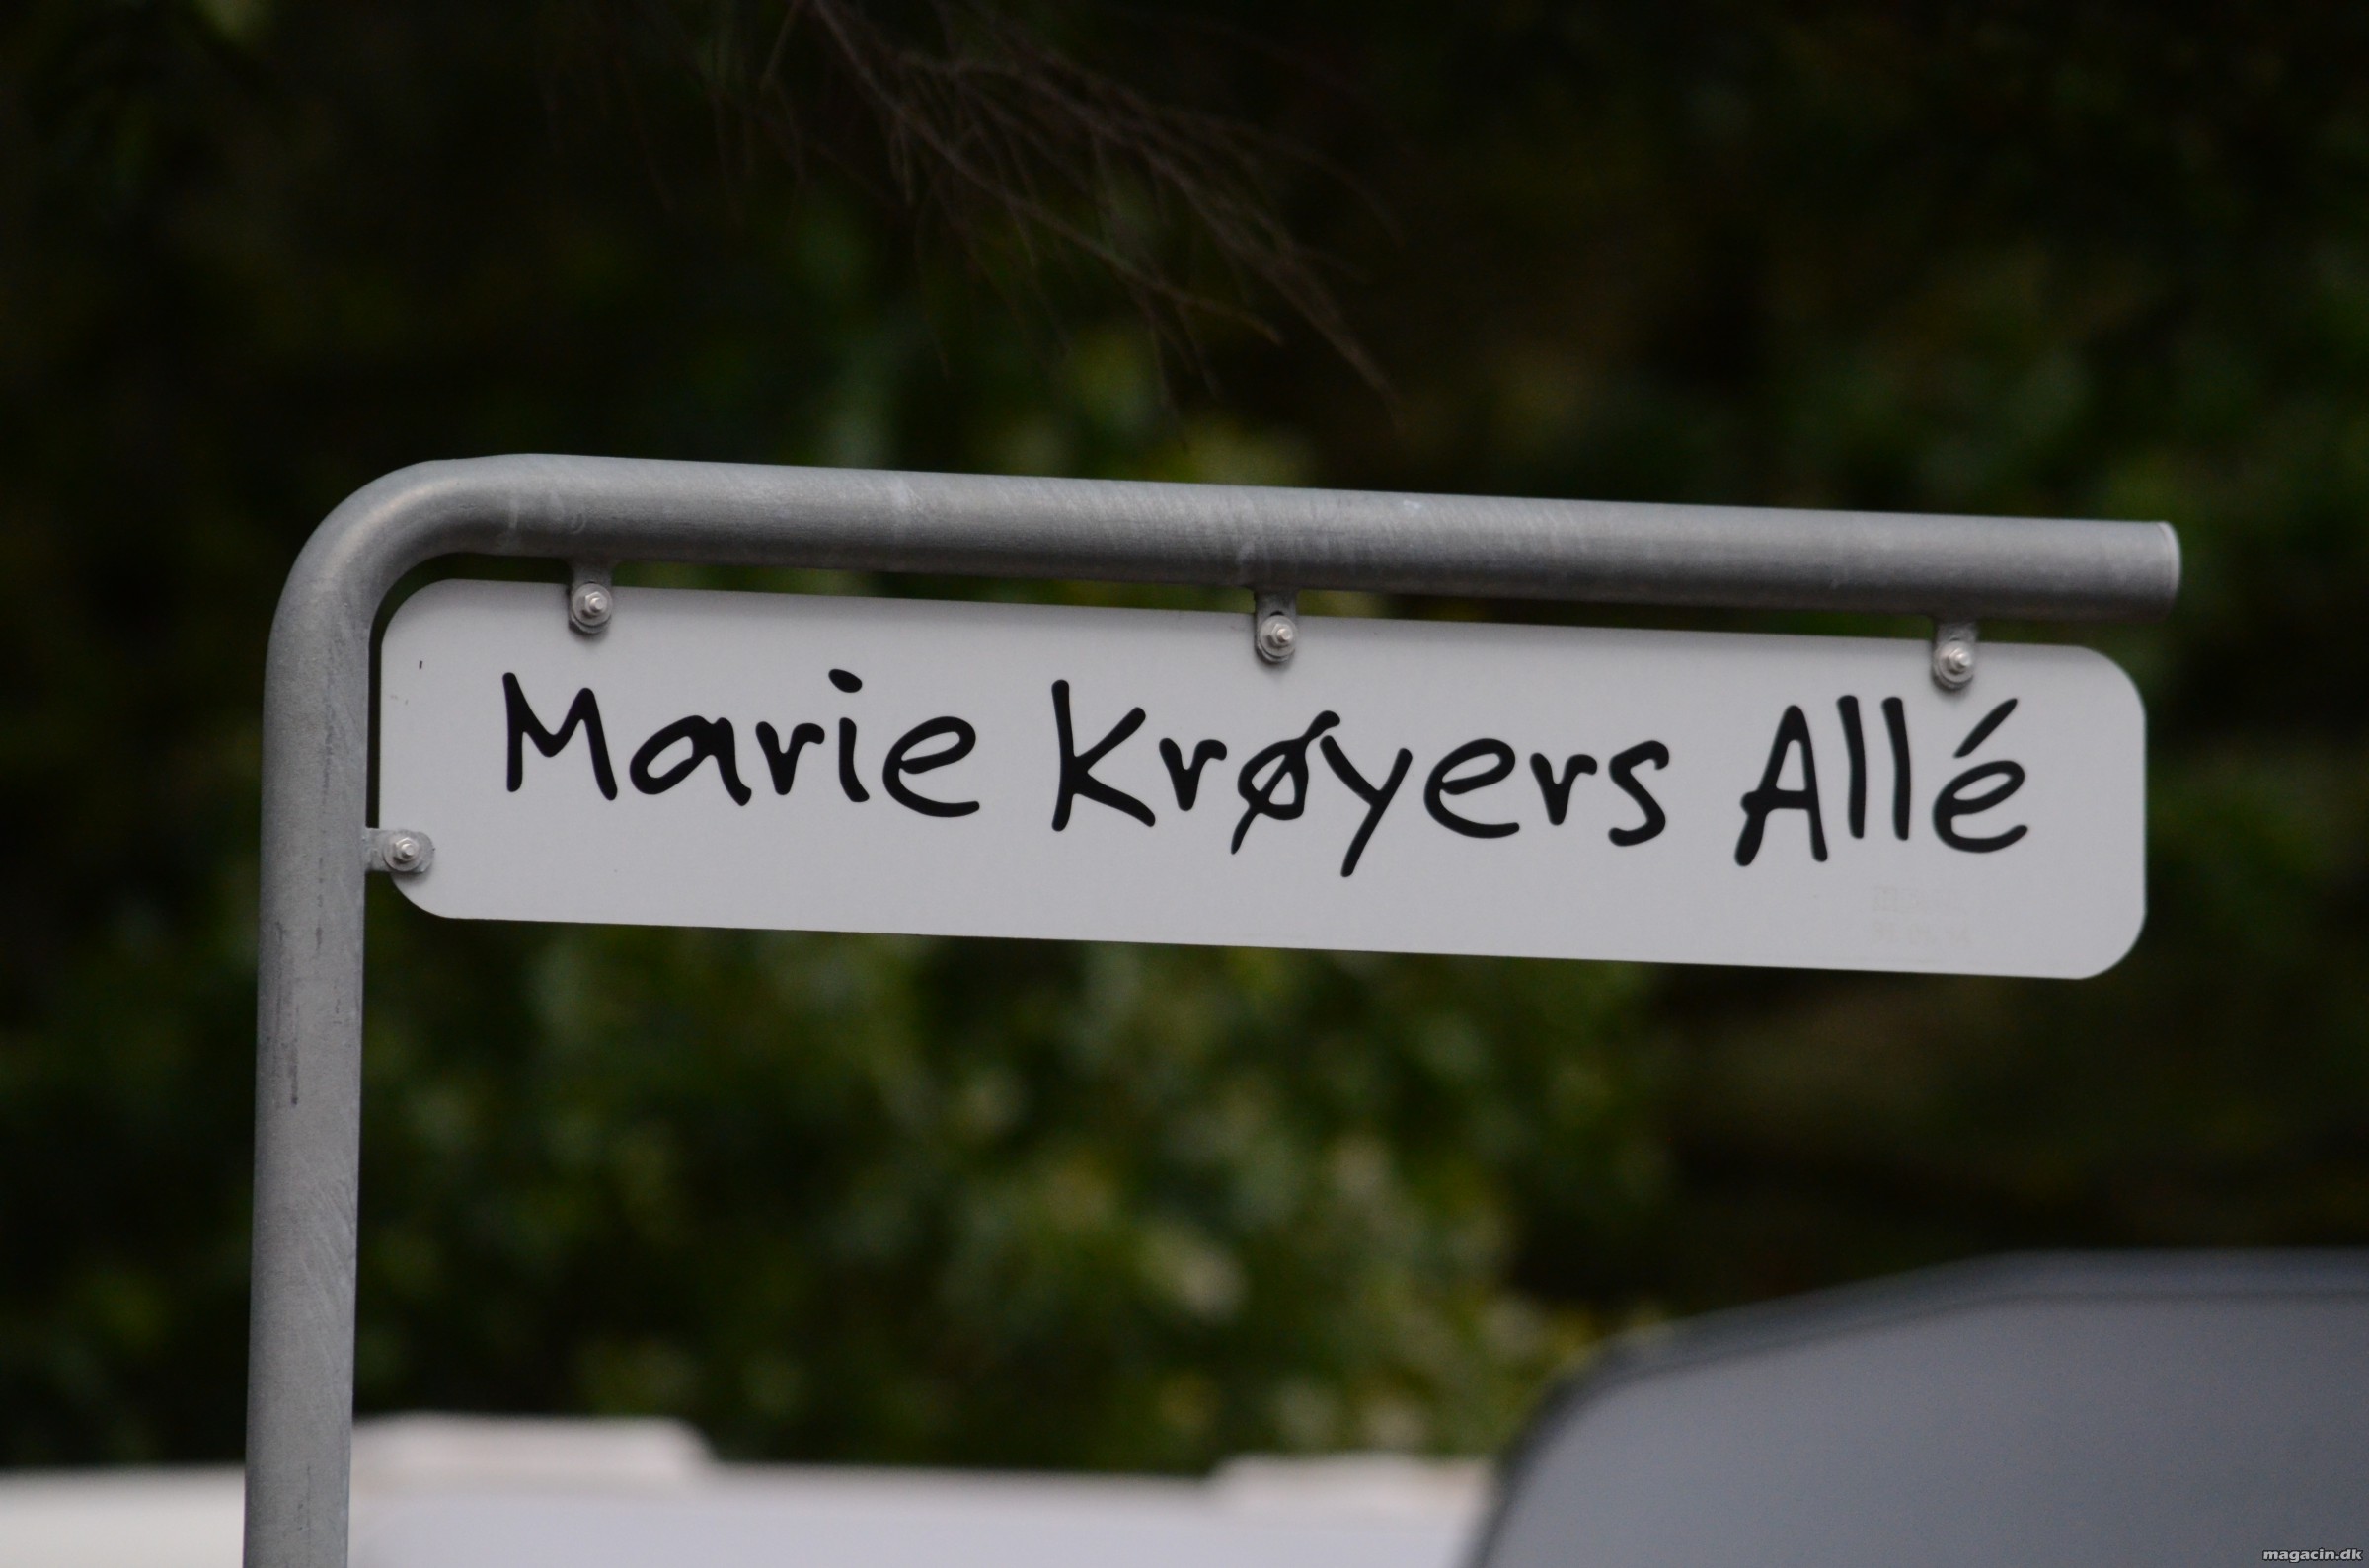 Marie Krøyers Allé
magacin.dk